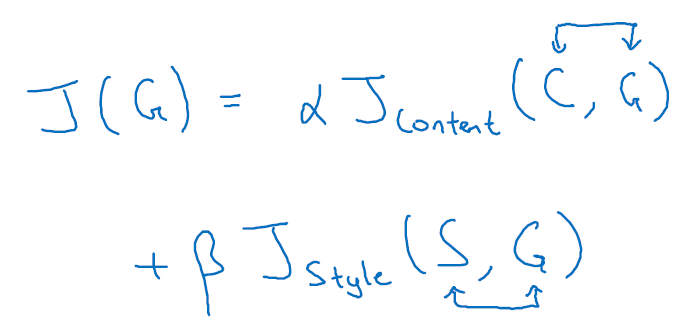 J(G) = α J_Content (C, G)
+ β J_Style (S, G)